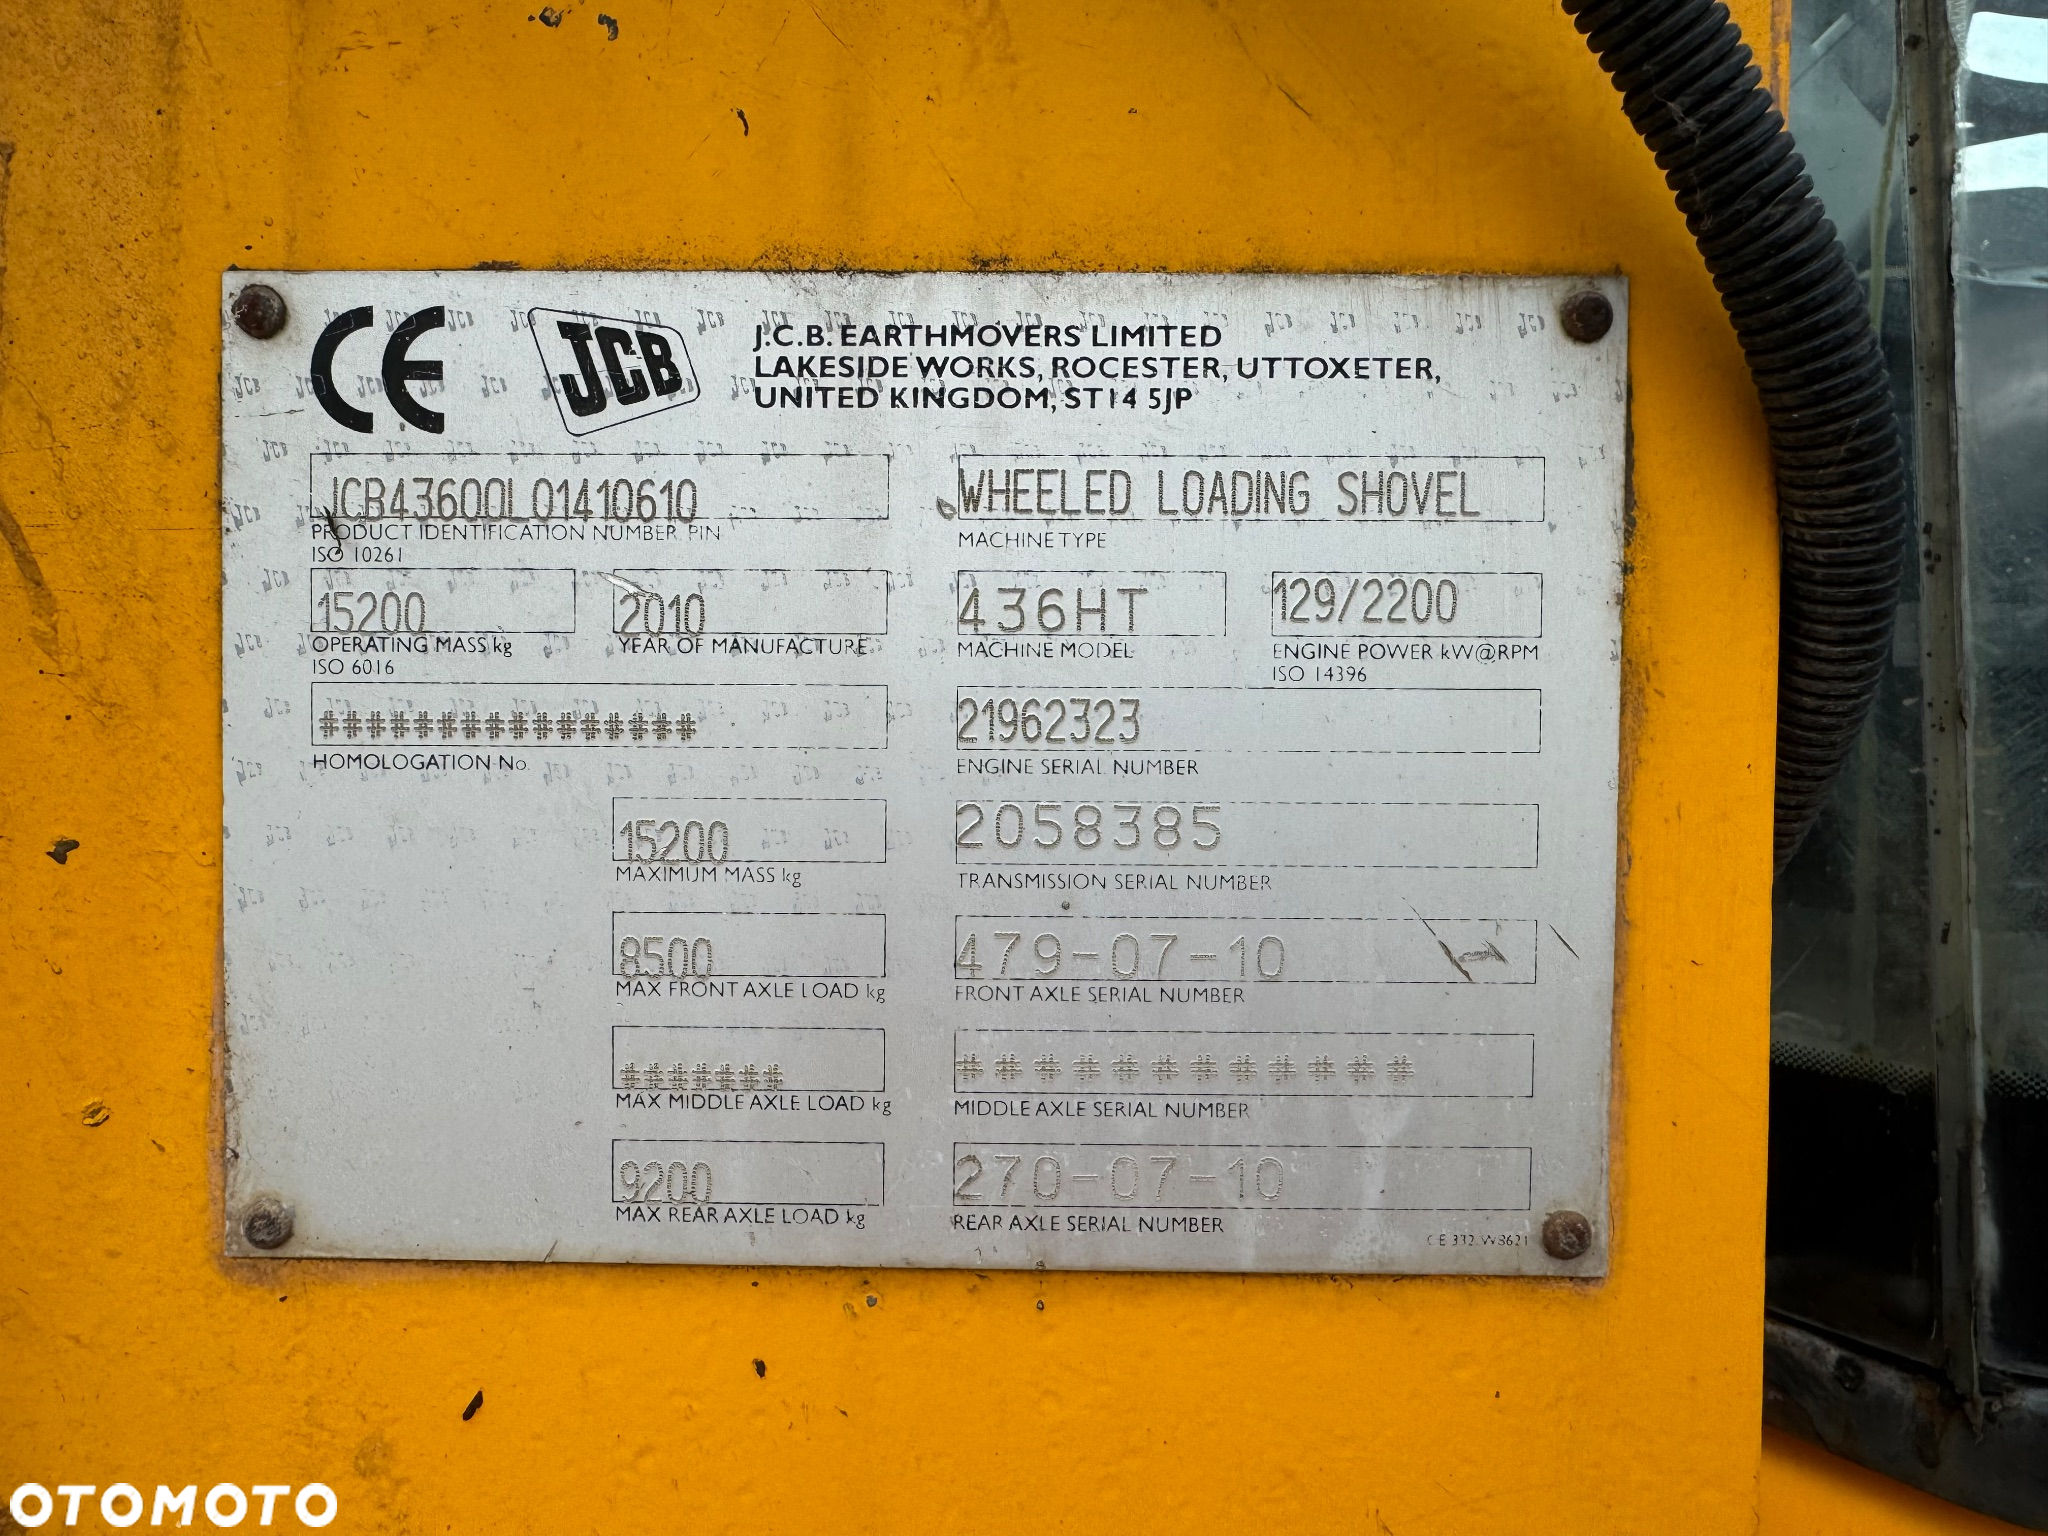 CE
JCB
J.C.B. EARTHMOVERS LIMITED
LAKESIDE WORKS, ROCESTER, UTTOXETER,
UNITED KINGDOM, ST14 5JP
JCB43600L01410610
PRODUCT IDENTIFICATION NUMBER PIN
ISO 10261
WHEELED LOADING SHOVEL
MACHINE TYPE
15200
OPERATING MASS kg
ISO 6016
2010
YEAR OF MANUFACTURE
436HT
MACHINE MODEL
129/2200
ENGINE POWER kW@RPM
ISO 14396
################
HOMOLOGATION No.
21962323
ENGINE SERIAL NUMBER
15200
MAXIMUM MASS kg
2058385
TRANSMISSION SERIAL NUMBER
8500
MAX FRONT AXLE LOAD kg
479-07-10
FRONT AXLE SERIAL NUMBER
#######
MAX MIDDLE AXLE LOAD kg
############
MIDDLE AXLE SERIAL NUMBER
9200
MAX REAR AXLE LOAD kg
270-07-10
REAR AXLE SERIAL NUMBER
CE 332/W8621
OTOMOTO